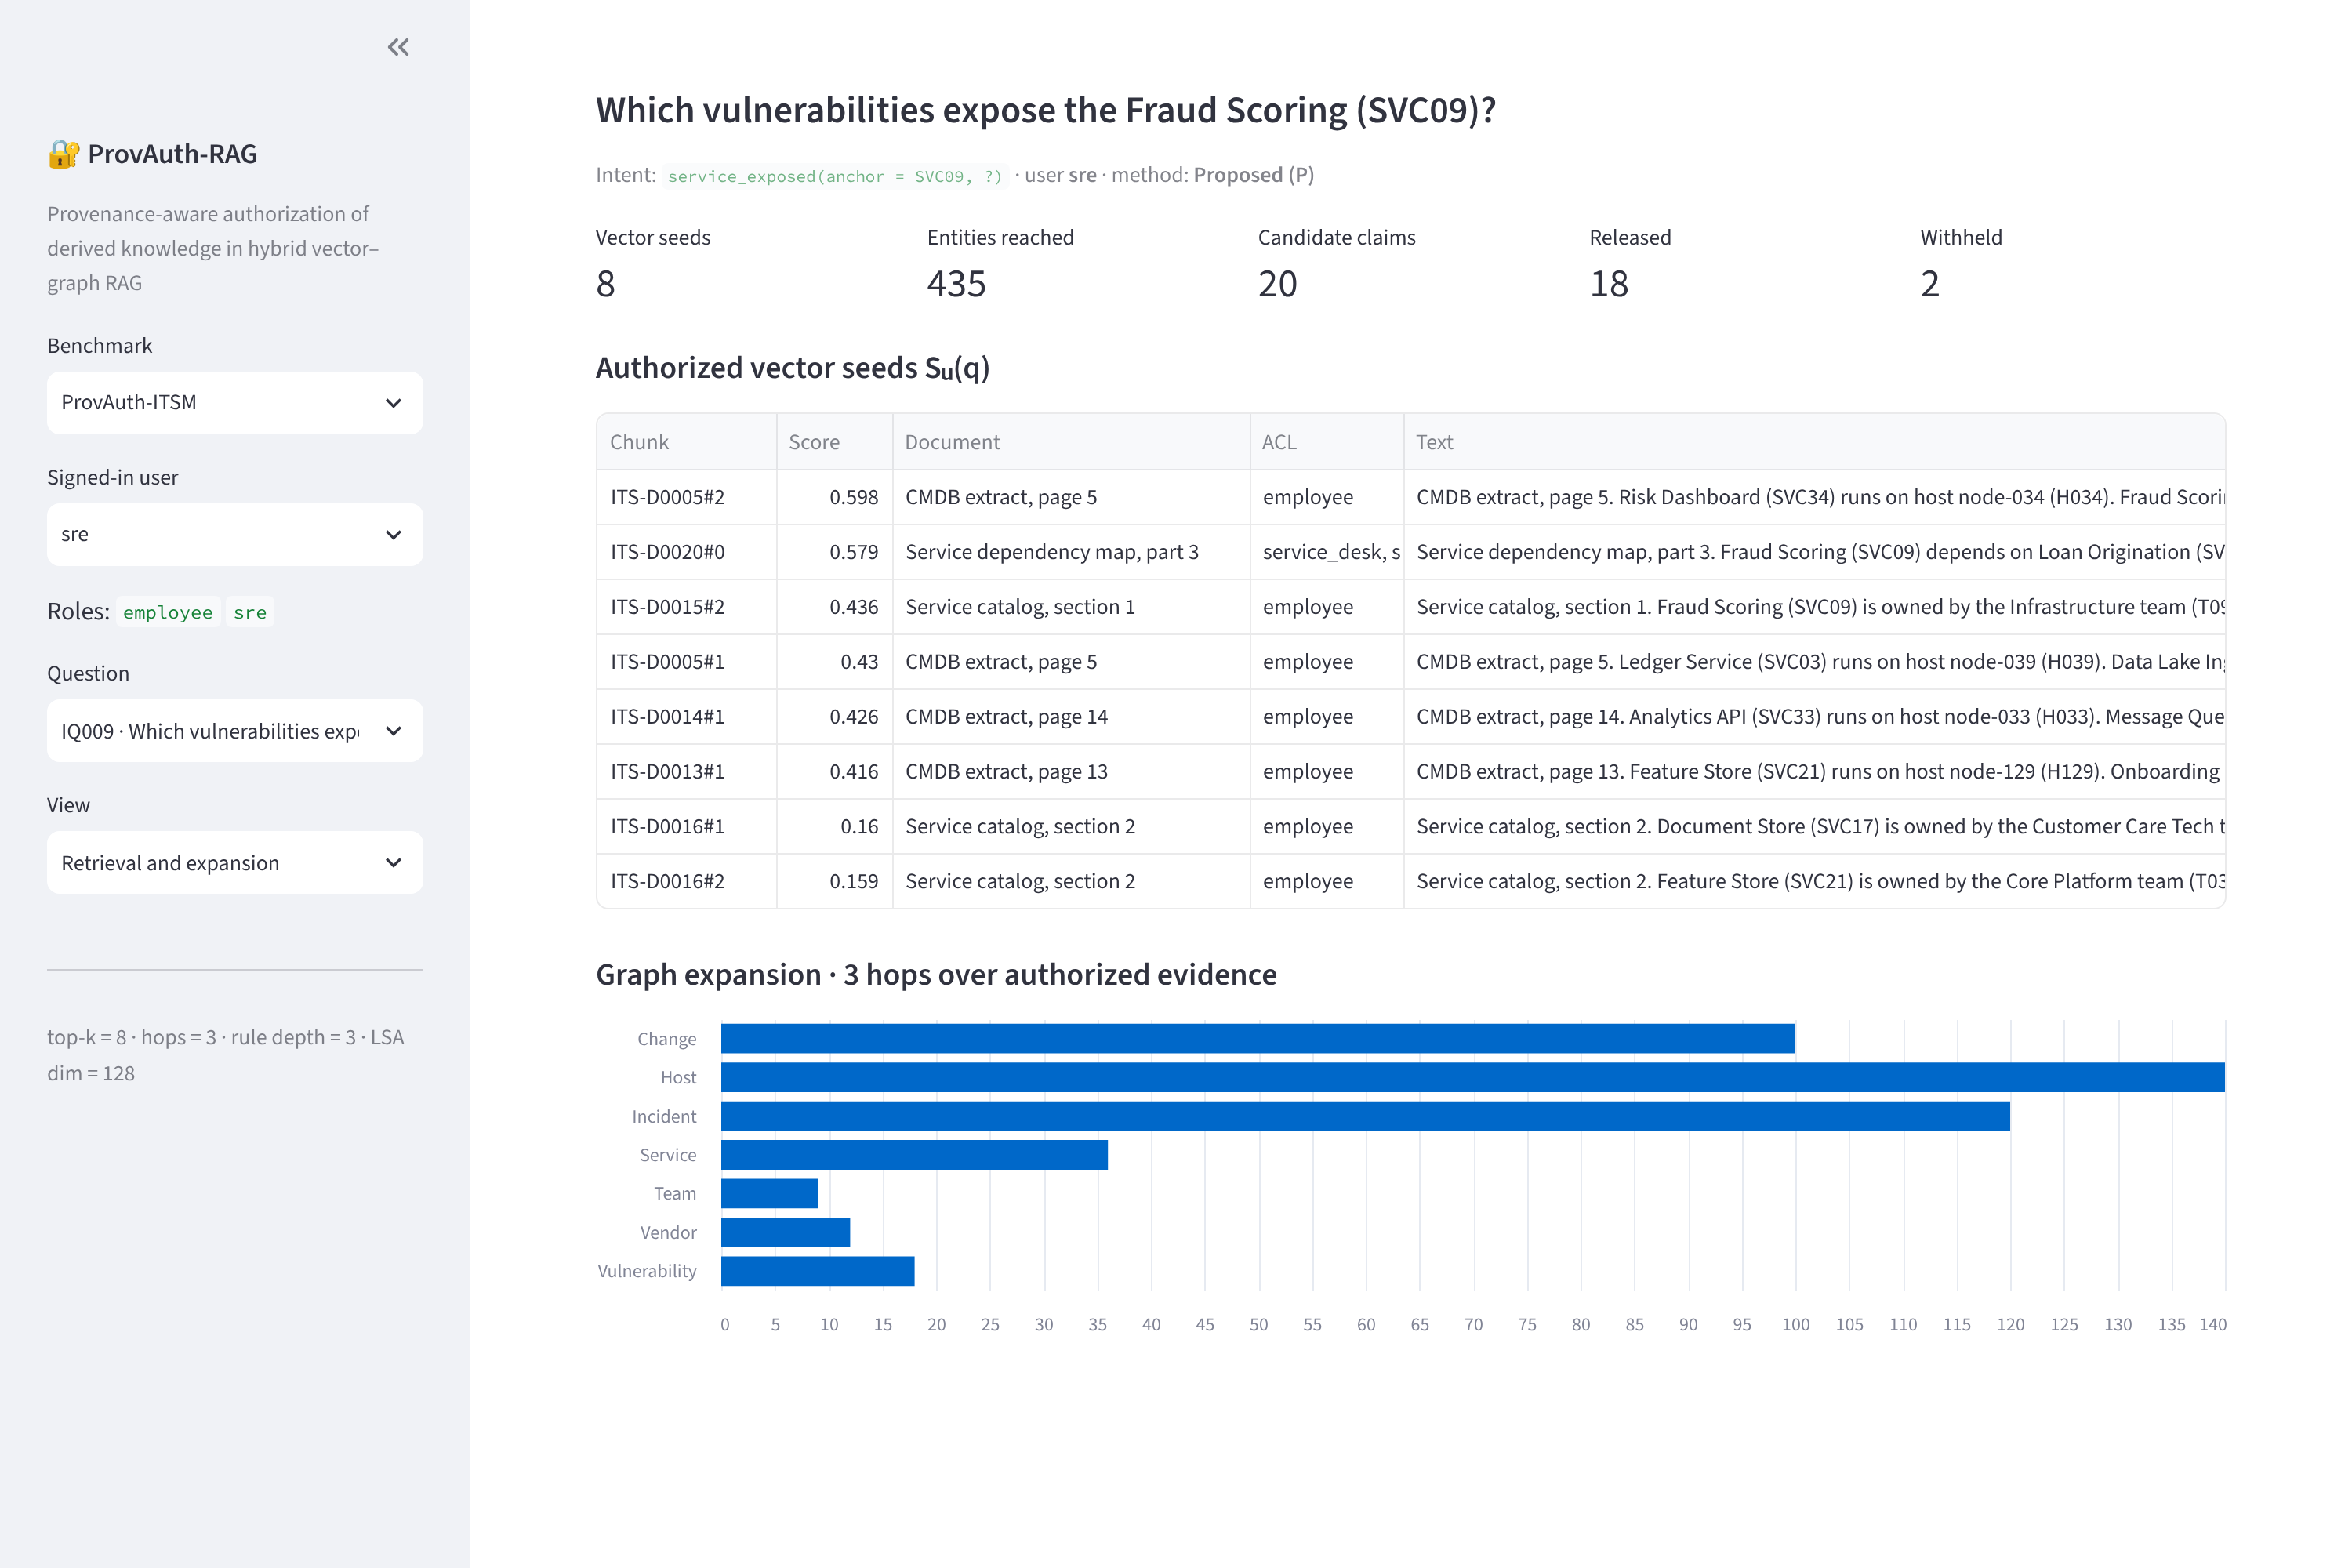 ProvAuth-RAG
Provenance-aware authorization of
derived knowledge in hybrid vector–
graph RAG
Benchmark
ProvAuth-ITSM
Signed-in user
sre
Roles: employee sre
Question
IQ009 · Which vulnerabilities exp
View
Retrieval and expansion
top-k = 8 · hops = 3 · rule depth = 3 · LSA
dim = 128
Which vulnerabilities expose the Fraud Scoring (SVC09)?
Intent: service_exposed(anchor = SVC09, ?) · user sre · method: Proposed (P)
Vector seeds Entities reached Candidate claims Released Withheld
8 435 20 18 2
Authorized vector seeds Sᵤ(q)
Chunk Score Document ACL Text
ITS-D0005#2 0.598 CMDB extract, page 5 employee CMDB extract, page 5. Risk Dashboard (SVC34) runs on host node-034 (H034). Fraud Scori
ITS-D0020#0 0.579 Service dependency map, part 3 service_desk, s Service dependency map, part 3. Fraud Scoring (SVC09) depends on Loan Origination (SV
ITS-D0015#2 0.436 Service catalog, section 1 employee Service catalog, section 1. Fraud Scoring (SVC09) is owned by the Infrastructure team (T09
ITS-D0005#1 0.43 CMDB extract, page 5 employee CMDB extract, page 5. Ledger Service (SVC03) runs on host node-039 (H039). Data Lake In
ITS-D0014#1 0.426 CMDB extract, page 14 employee CMDB extract, page 14. Analytics API (SVC33) runs on host node-033 (H033). Message Que
ITS-D0013#1 0.416 CMDB extract, page 13 employee CMDB extract, page 13. Feature Store (SVC21) runs on host node-129 (H129). Onboarding
ITS-D0016#1 0.16 Service catalog, section 2 employee Service catalog, section 2. Document Store (SVC17) is owned by the Customer Care Tech t
ITS-D0016#2 0.159 Service catalog, section 2 employee Service catalog, section 2. Feature Store (SVC21) is owned by the Core Platform team (T03
Graph expansion · 3 hops over authorized evidence
Change
Host
Incident
Service
Team
Vendor
Vulnerability
0 5 10 15 20 25 30 35 40 45 50 55 60 65 70 75 80 85 90 95 100 105 110 115 120 125 130 135 140